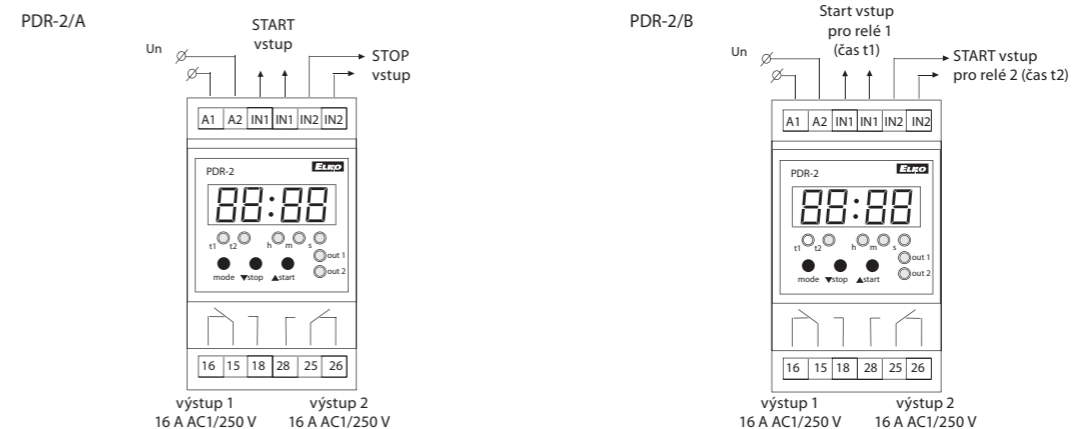 PDR-2/A
START
vstup
Un
STOP
vstup
A1 A2 IN1 IN1 IN2 IN2
PDR-2
ELKO
88:88
t1 t2 h m s
out 1
out 2
mode ▼stop ▲start
16 15 18 28 25 26
výstup 1
16 A AC1/250 V
výstup 2
16 A AC1/250 V
PDR-2/B
Start vstup
pro relé 1
(čas t1)
Un
START vstup
pro relé 2 (čas t2)
A1 A2 IN1 IN1 IN2 IN2
PDR-2
ELKO
88:88
t1 t2 h m s
out 1
out 2
mode ▼stop ▲start
16 15 18 28 25 26
výstup 1
16 A AC1/250 V
výstup 2
16 A AC1/250 V